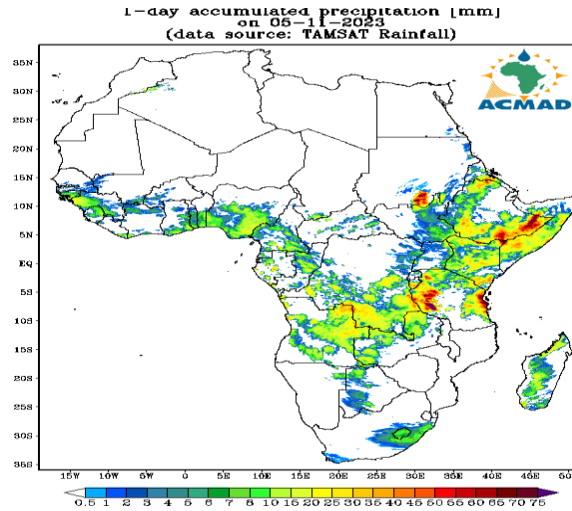 1-day accumulated precipitation [mm]
on 05-11-2023
(data source: TAMSAT Rainfall)
ACMAD
35N
30N
25N
20N
15N
10N
5N
EQ
5S
10S
15S
20S
25S
30S
35S
15W 10W 5W 0 5E 10E 15E 20E 25E 30E 35E 40E 45E
0.5 1 2 3 4 5 6 7 8 10 15 20 25 30 35 40 45 50 55 60 65 70 75